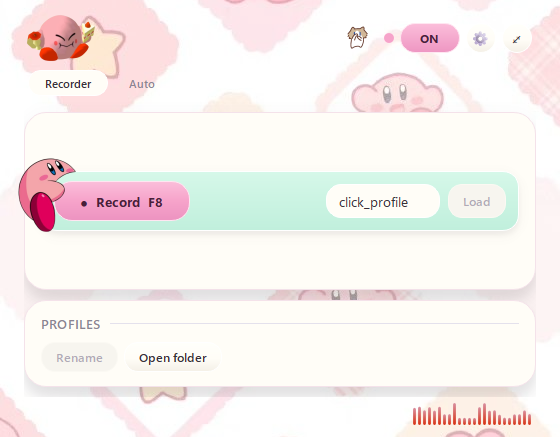 ON
Recorder Auto
● Record F8 click_profile Load
PROFILES
Rename Open folder